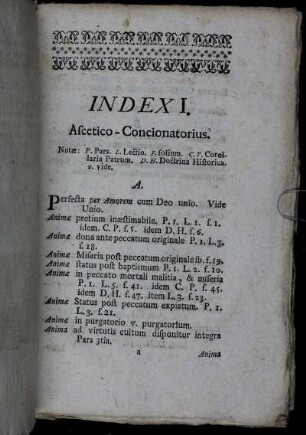 INDEX I.
Ascetico-Concionatorius.
Notæ: P. Pars. L. Lectio. f. folium. C. P. Corol-
laria Patrum. D. H. Doctrina Historica.
v. vide.
A.
Perfecta per Amorem cum Deo unio. Vide
Unio.
Animæ pretium inæstimabile. P. 1. L. 1. f. 1.
idem. C. P. f. 5. idem D. H. f. 6.
Animæ dona ante peccatum originale P. 1. L. 3.
f. 18.
Animæ Miseria post peccatum originale ib. f. 19.
Animæ status post baptismum P. 1. L. 2. f. 10.
Animæ in peccato mortali malitia, & miseria
P. 1. L. 5. f. 41. idem C. P. f. 45.
idem D. H. f. 47. item L. 3. f. 23.
Animæ Status post peccatum expiatum. P. 1.
L. 3. f. 21.
Animæ in purgatorio v. purgatorium.
Anima ad virtutis cultum disponitur integra
Pars 3tia.
a
Anima